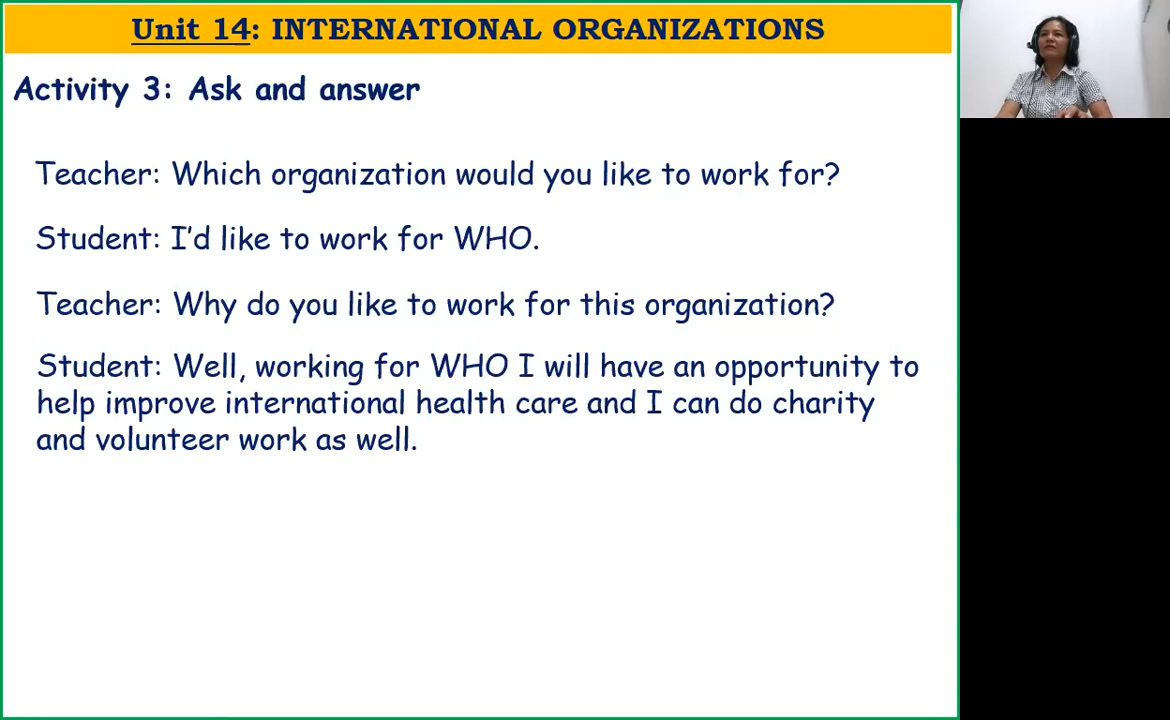 Unit 14: INTERNATIONAL ORGANIZATIONS
Activity 3: Ask and answer
Teacher: Which organization would you like to work for?
Student: I'd like to work for WHO.
Teacher: Why do you like to work for this organization?
Student: Well, working for WHO I will have an opportunity to
help improve international health care and I can do charity
and volunteer work as well.